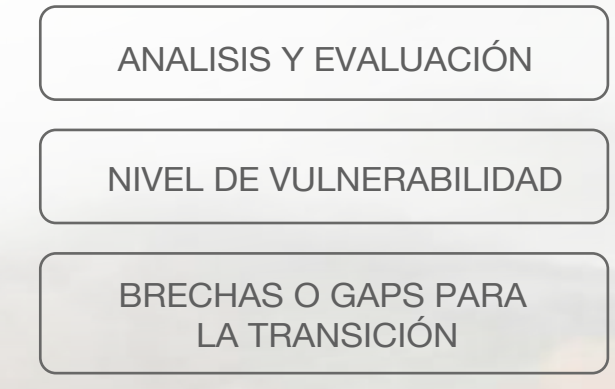 ANALISIS Y EVALUACIÓN
NIVEL DE VULNERABILIDAD
BRECHAS O GAPS PARA
LA TRANSICIÓN